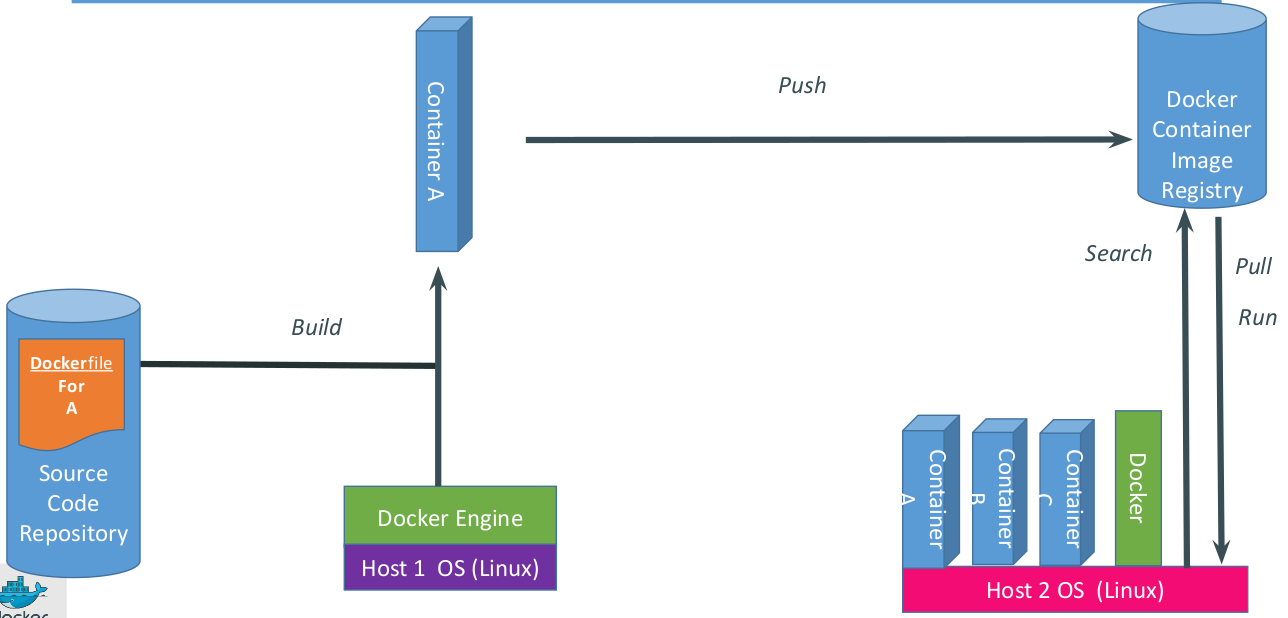 Container A
Push
Docker
Container
Image
Registry
Search
Pull
Run
Build
Dockerfile
For
A
Source
Code
Repository
Docker Engine
Host 1 OS (Linux)
Container
A
Container
B
Container
C
Docker
Host 2 OS (Linux)
docker